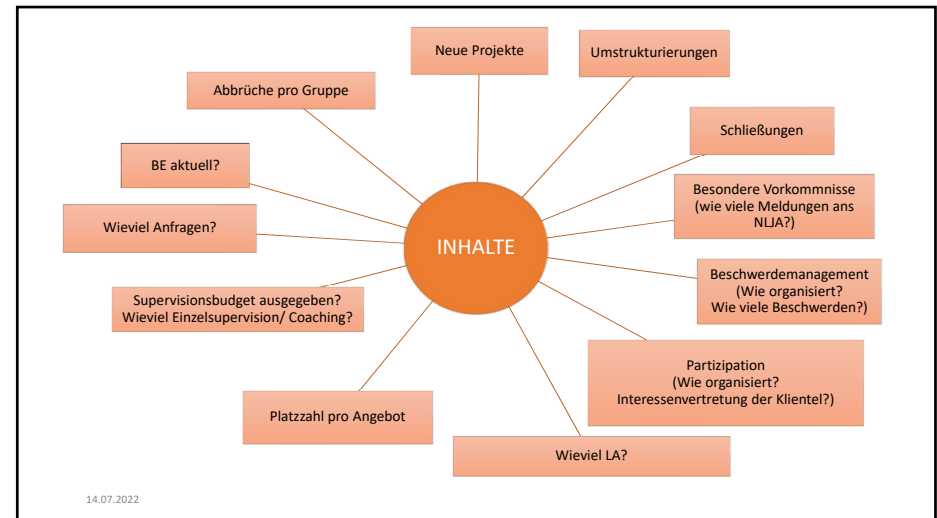 Neue Projekte
Umstrukturierungen
Abbrüche pro Gruppe
Schließungen
BE aktuell?
Besondere Vorkommnisse
(wie viele Meldungen ans
NLJA?)
Wieviel Anfragen?
INHALTE
Beschwerdemanagement
(Wie organisiert?
Wie viele Beschwerden?)
Supervisionsbudget ausgegeben?
Wieviel Einzelsupervision/ Coaching?
Partizipation
(Wie organisiert?
Interessenvertretung der Klientel?)
Platzzahl pro Angebot
Wieviel LA?
14.07.2022